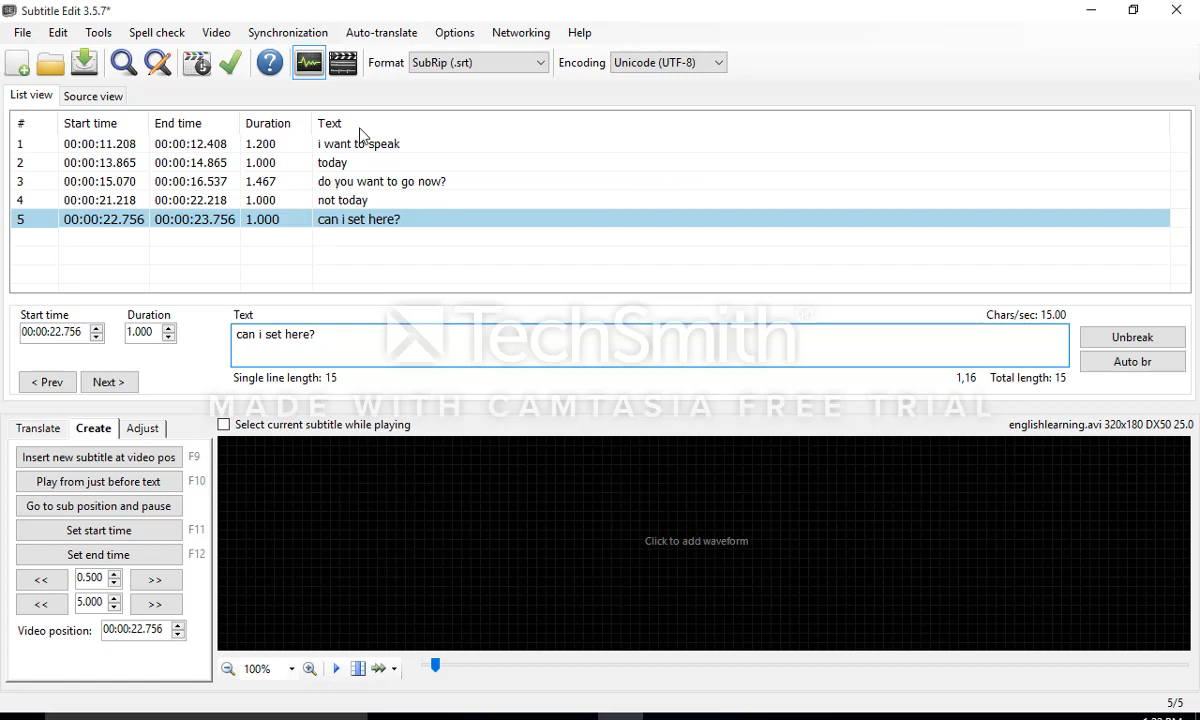 Subtitle Edit 3.5.7*
File Edit Tools Spell check Video Synchronization Auto-translate Options Networking Help
Format SubRip (.srt) Encoding Unicode (UTF-8)
List view Source view
# Start time End time Duration Text
1 00:00:11.208 00:00:12.408 1.200 i want to speak
2 00:00:13.865 00:00:14.865 1.000 today
3 00:00:15.070 00:00:16.537 1.467 do you want to go now?
4 00:00:21.218 00:00:22.218 1.000 not today
5 00:00:22.756 00:00:23.756 1.000 can i set here?
Start time Duration Text Chars/sec: 15.00
00:00:22.756 1.000 can i set here? Unbreak
Auto br
< Prev Next > Single line length: 15 1,16 Total length: 15
TechSmith
MADE WITH CAMTASIA FREE TRIAL
Translate Create Adjust Select current subtitle while playing englishlearning.avi 320x180 DX50 25.0
Insert new subtitle at video pos F9
Play from just before text F10
Go to sub position and pause
Set start time F11
Set end time F12
<< 0.500 >>
<< 5.000 >>
Video position: 00:00:22.756
Click to add waveform
100%
5/5